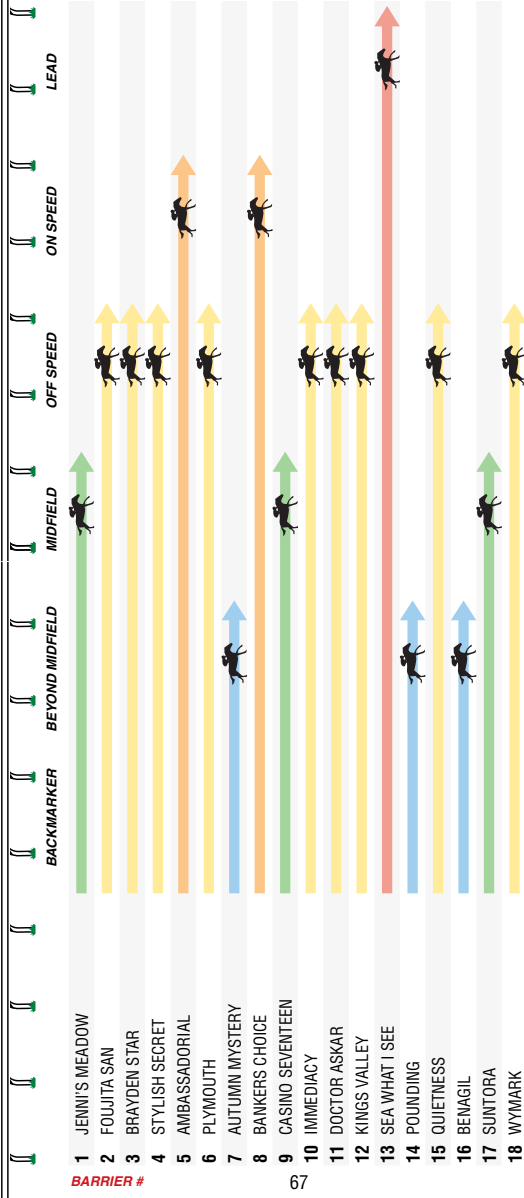 BACKMARKER BEYOND MIDFIELD MIDFIELD OFF SPEED ON SPEED LEAD
1 JENNI'S MEADOW
2 FOUJITA SAN
3 BRAYDEN STAR
4 STYLISH SECRET
5 AMBASSADORIAL
6 PLYMOUTH
7 AUTUMN MYSTERY
8 BANKERS CHOICE
9 CASINO SEVENTEEN
10 IMMEDIACY
11 DOCTOR ASKAR
12 KINGS VALLEY
13 SEA WHAT I SEE
14 POUNDING
15 QUIETNESS
16 BENAGIL
17 SUNTORA
18 WYMARK
BARRIER #
67